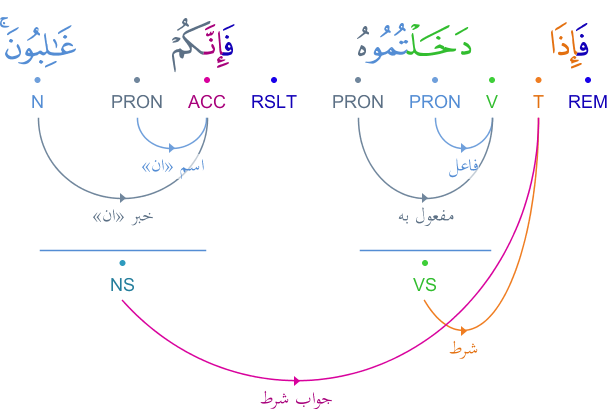 فَإِذَا دَخَلْتُمُوهُ فَإِنَّكُمْ غَـٰلِبُونَ ۚ
REM T V PRON PRON RSLT ACC PRON N
فاعل اسم «ان»
مفعول به خبر «ان»
VS NS
شرط
جواب شرط